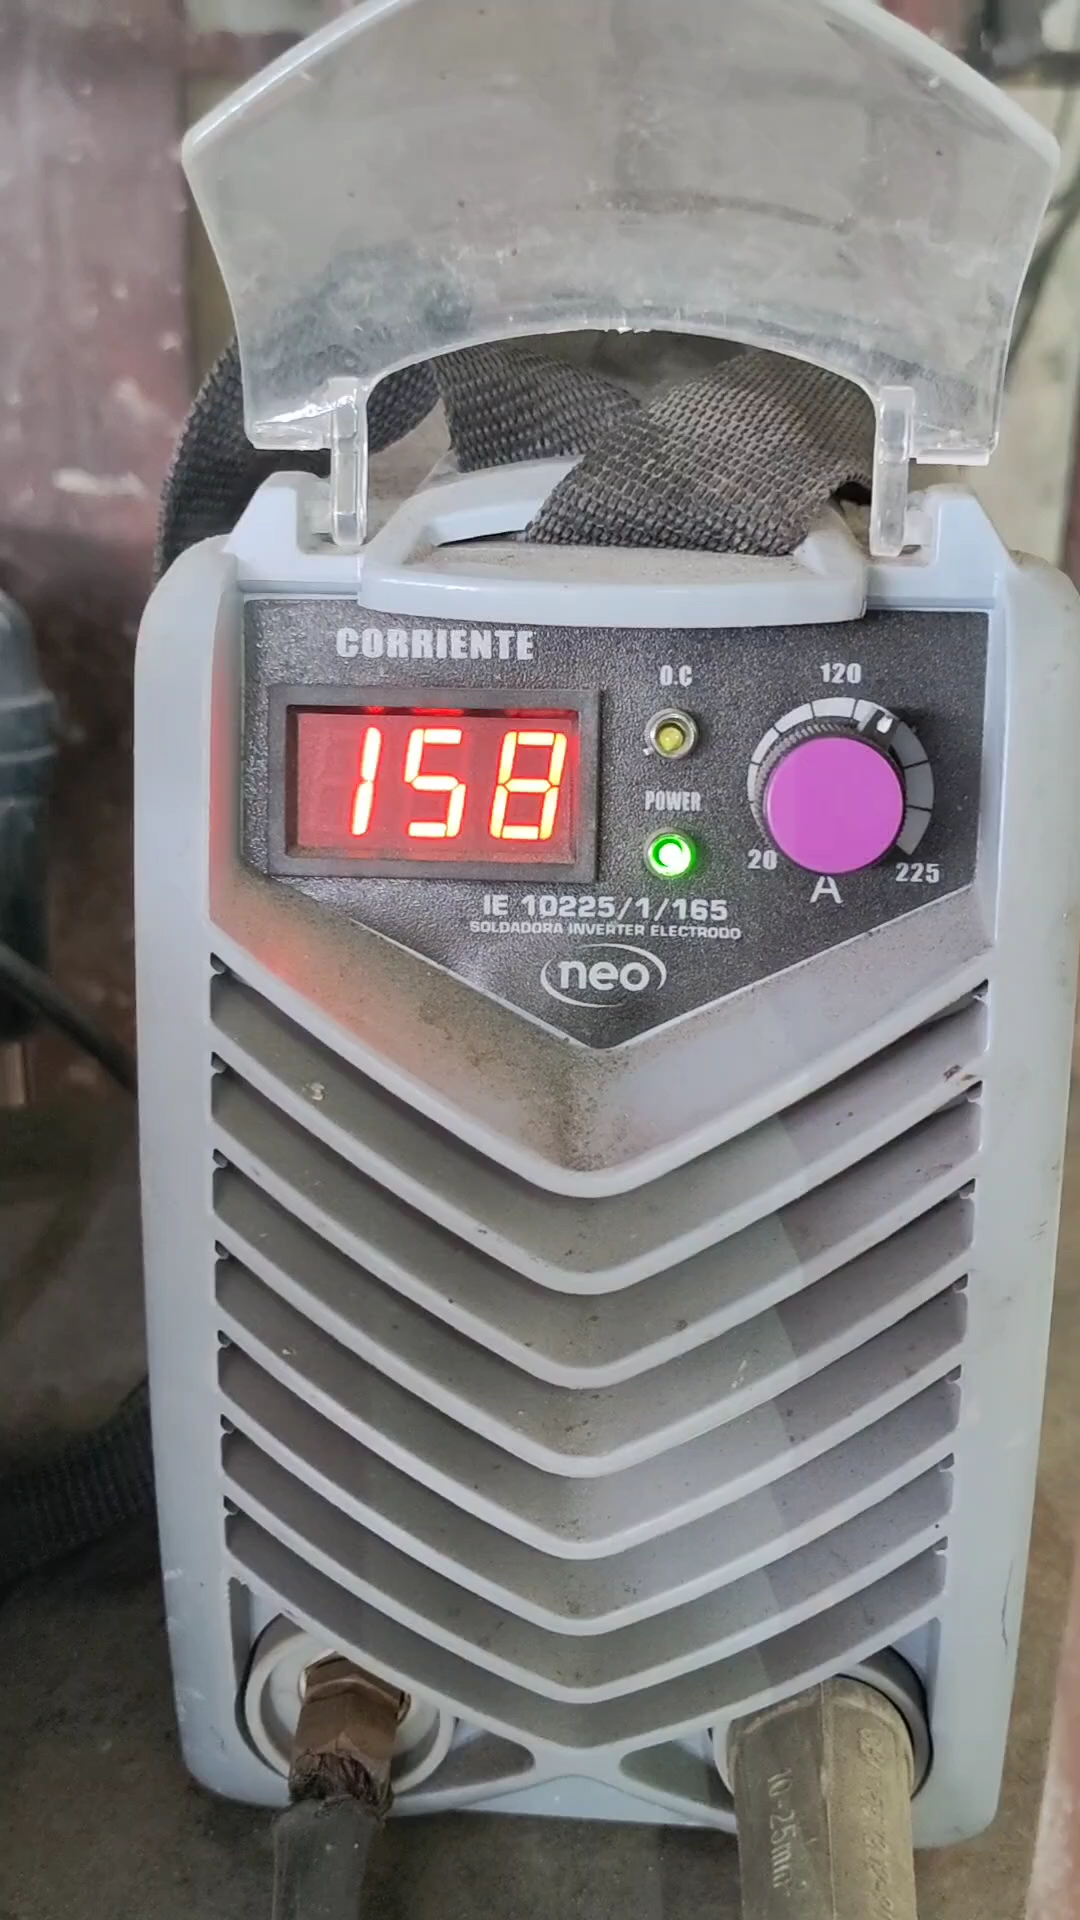 CORRIENTE
O.C
120
158
POWER
20
225
A
IE 10225/1/165
SOLDADORA INVERTER ELECTRODO
neo
10-25mm²